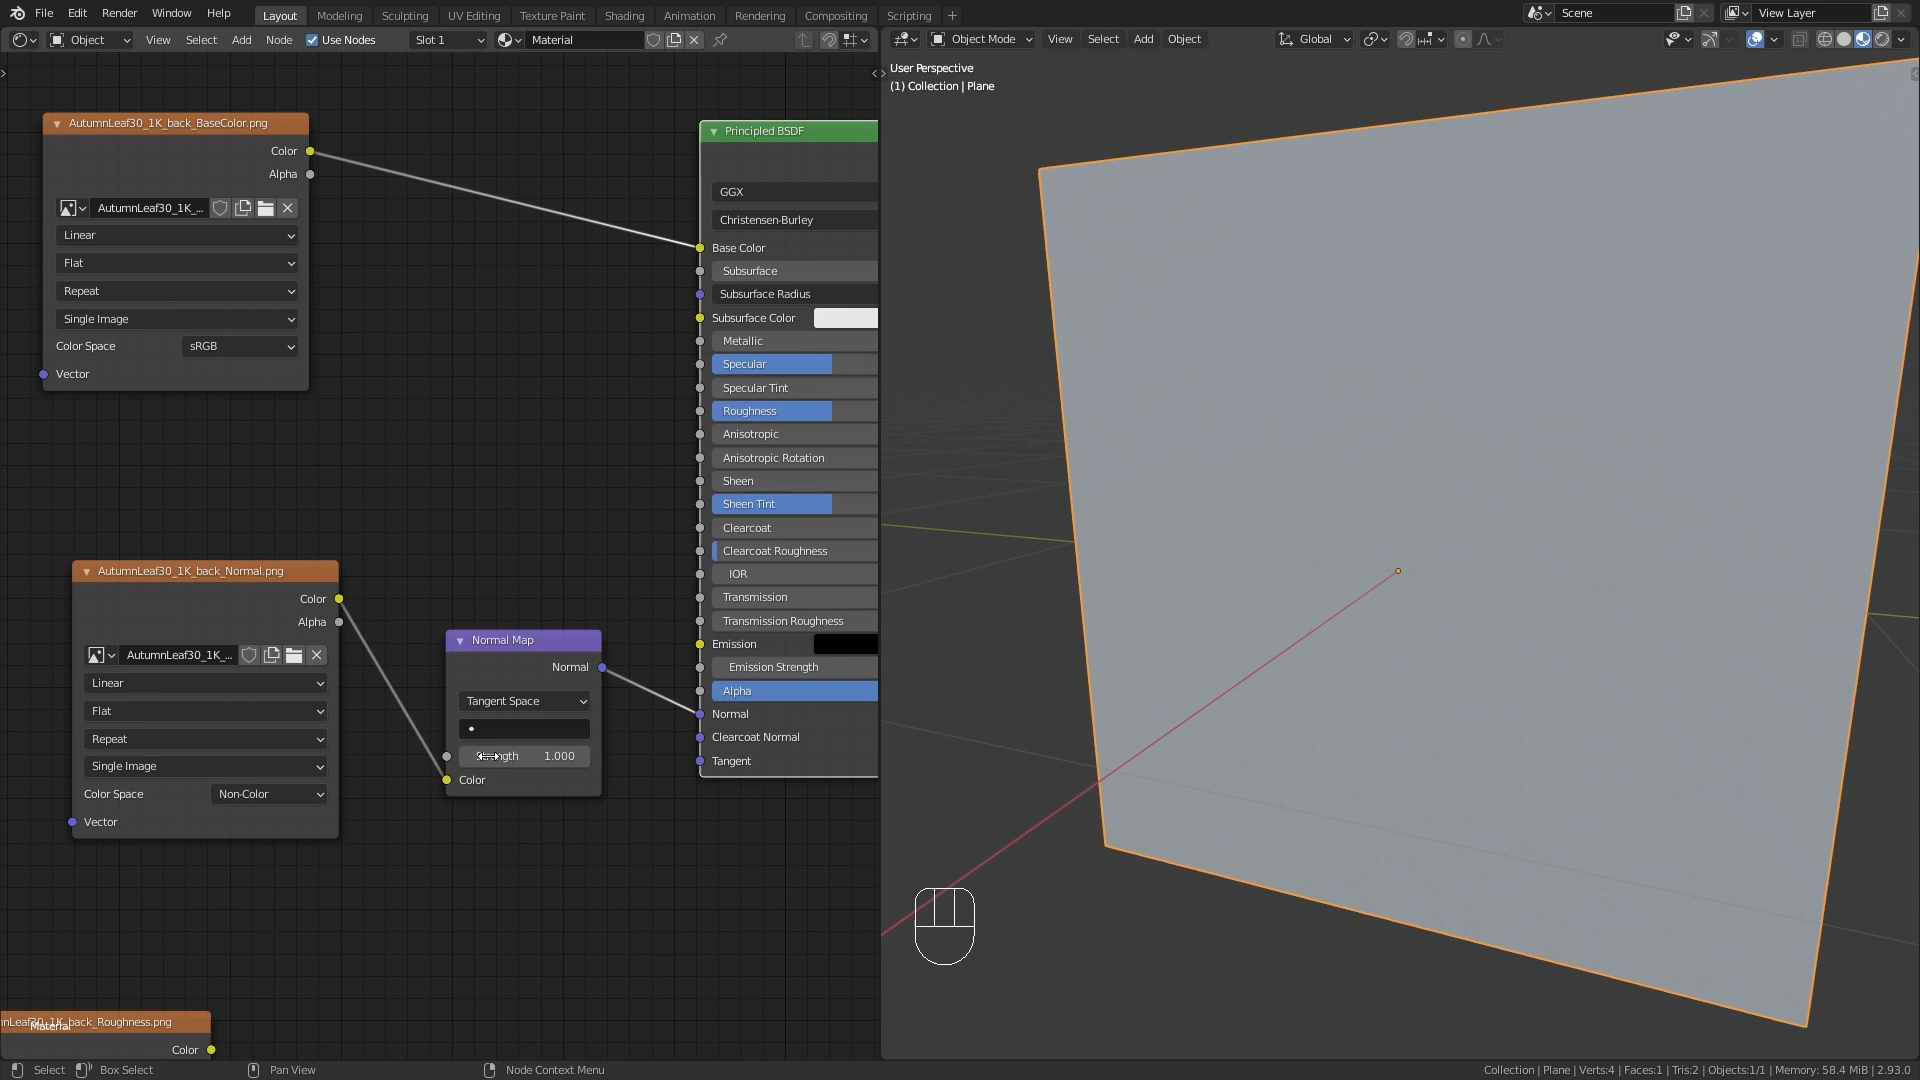 File Edit Render Window Help Layout Modeling Sculpting UV Editing Texture Paint Shading Animation Rendering Compositing Scripting + Scene View Layer
Object View Select Add Node Use Nodes Slot 1 Material
Object Mode View Select Add Object Global
User Perspective
(1) Collection | Plane
AutumnLeaf30_1K_back_BaseColor.png
Color
Alpha
AutumnLeaf30_1K_...
Linear
Flat
Repeat
Single Image
Color Space sRGB
Vector
AutumnLeaf30_1K_back_Normal.png
Color
Alpha
AutumnLeaf30_1K_...
Linear
Flat
Repeat
Single Image
Color Space Non-Color
Vector
Normal Map
Normal
Tangent Space
1.000
Color
Principled BSDF
GGX
Christensen-Burley
Base Color
Subsurface
Subsurface Radius
Subsurface Color
Metallic
Specular
Specular Tint
Roughness
Anisotropic
Anisotropic Rotation
Sheen
Sheen Tint
Clearcoat
Clearcoat Roughness
IOR
Transmission
Transmission Roughness
Emission
Emission Strength
Alpha
Normal
Clearcoat Normal
Tangent
nLeaf30_1K_back_Roughness.png
Material
Color
Select Box Select Pan View Node Context Menu
Collection | Plane | Verts:4 | Faces:1 | Tris:2 | Objects:1/1 | Memory: 58.4 MiB | 2.93.0